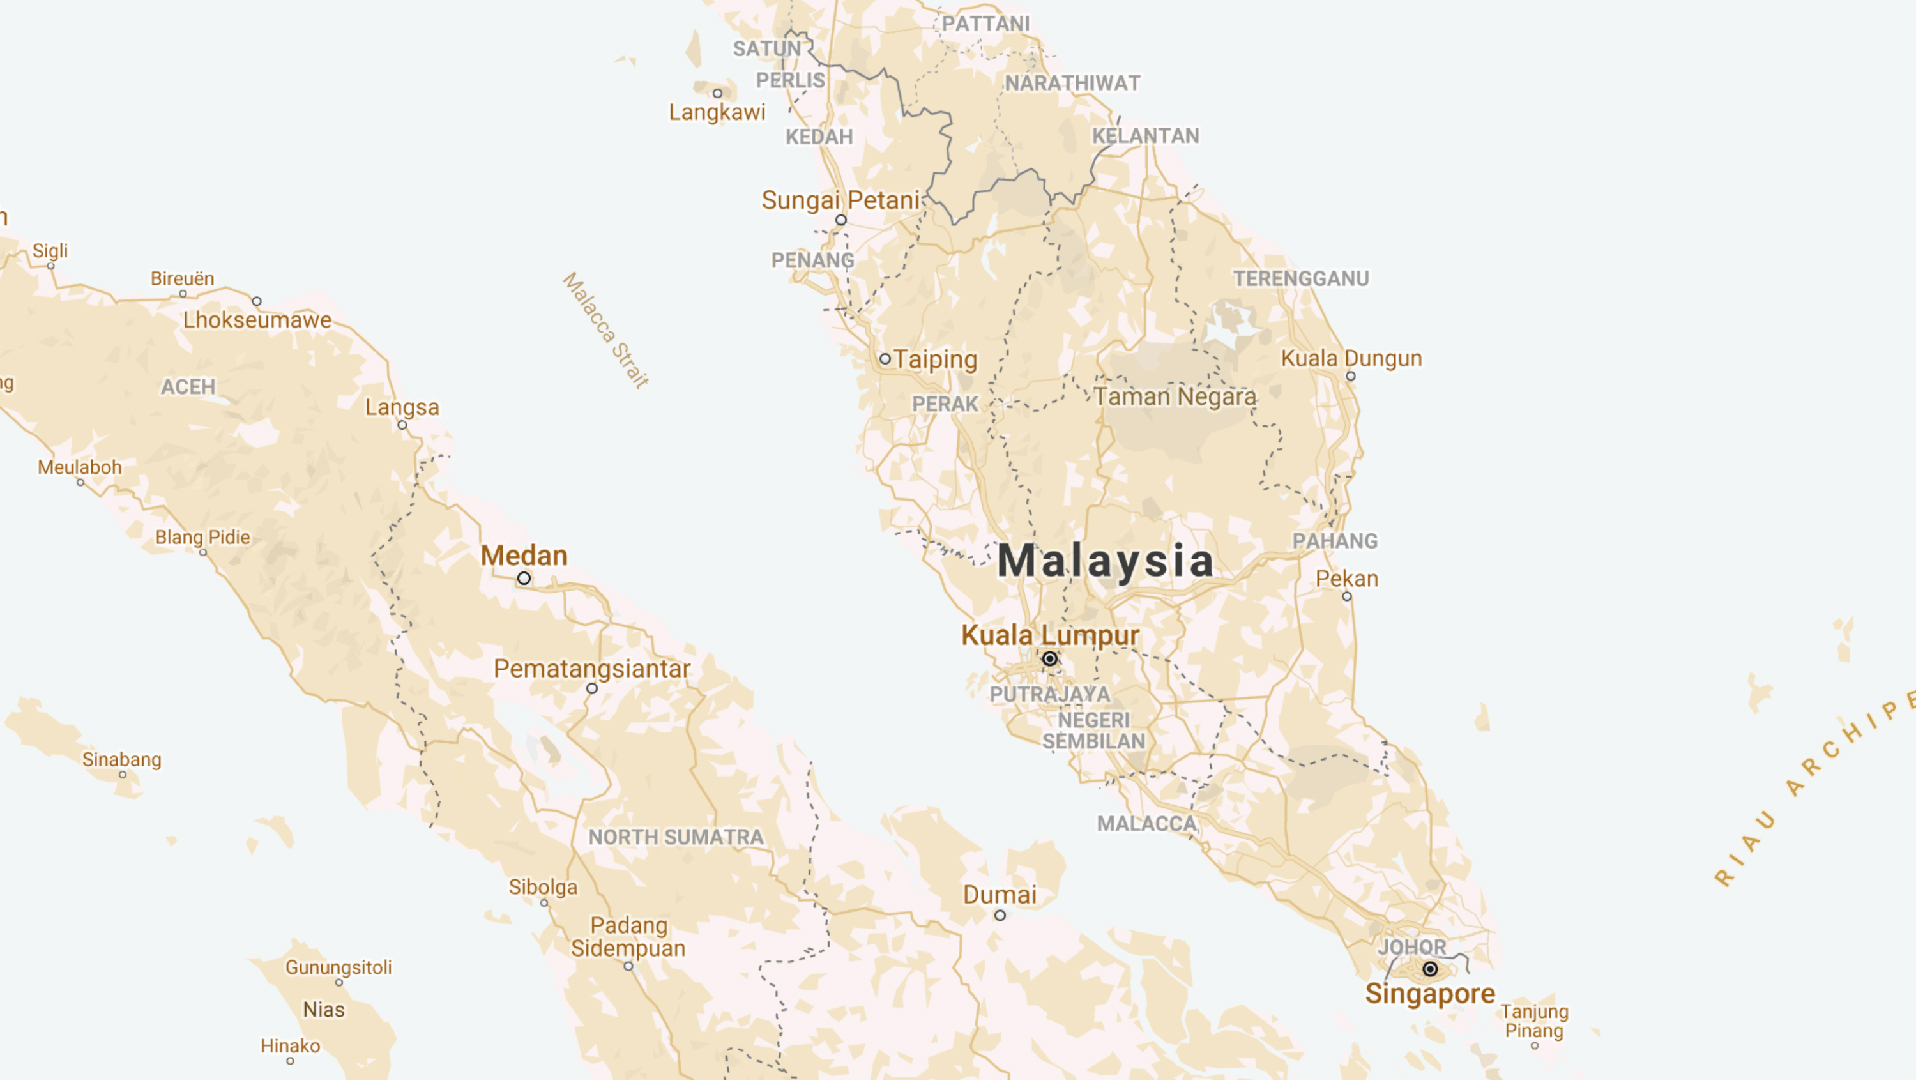 PATTANI
SATUN
PERLIS
NARATHIWAT
Langkawi
KEDAH
KELANTAN
Sungai Petani
Sigli
PENANG
Bireuën
TERENGGANU
Malacca Strait
Lhokseumawe
Taiping
Kuala Dungun
ACEH
PERAK
Taman Negara
Langsa
Meulaboh
Blang Pidie
Medan
Malaysia
PAHANG
Pekan
Kuala Lumpur
Pematangsiantar
PUTRAJAYA
NEGERI
SEMBILAN
Sinabang
RIAU ARCHIPE
MALACCA
NORTH SUMATRA
Sibolga
Dumai
Padang
Sidempuan
JOHOR
Gunungsitoli
Singapore
Nias
Tanjung
Pinang
Hinako